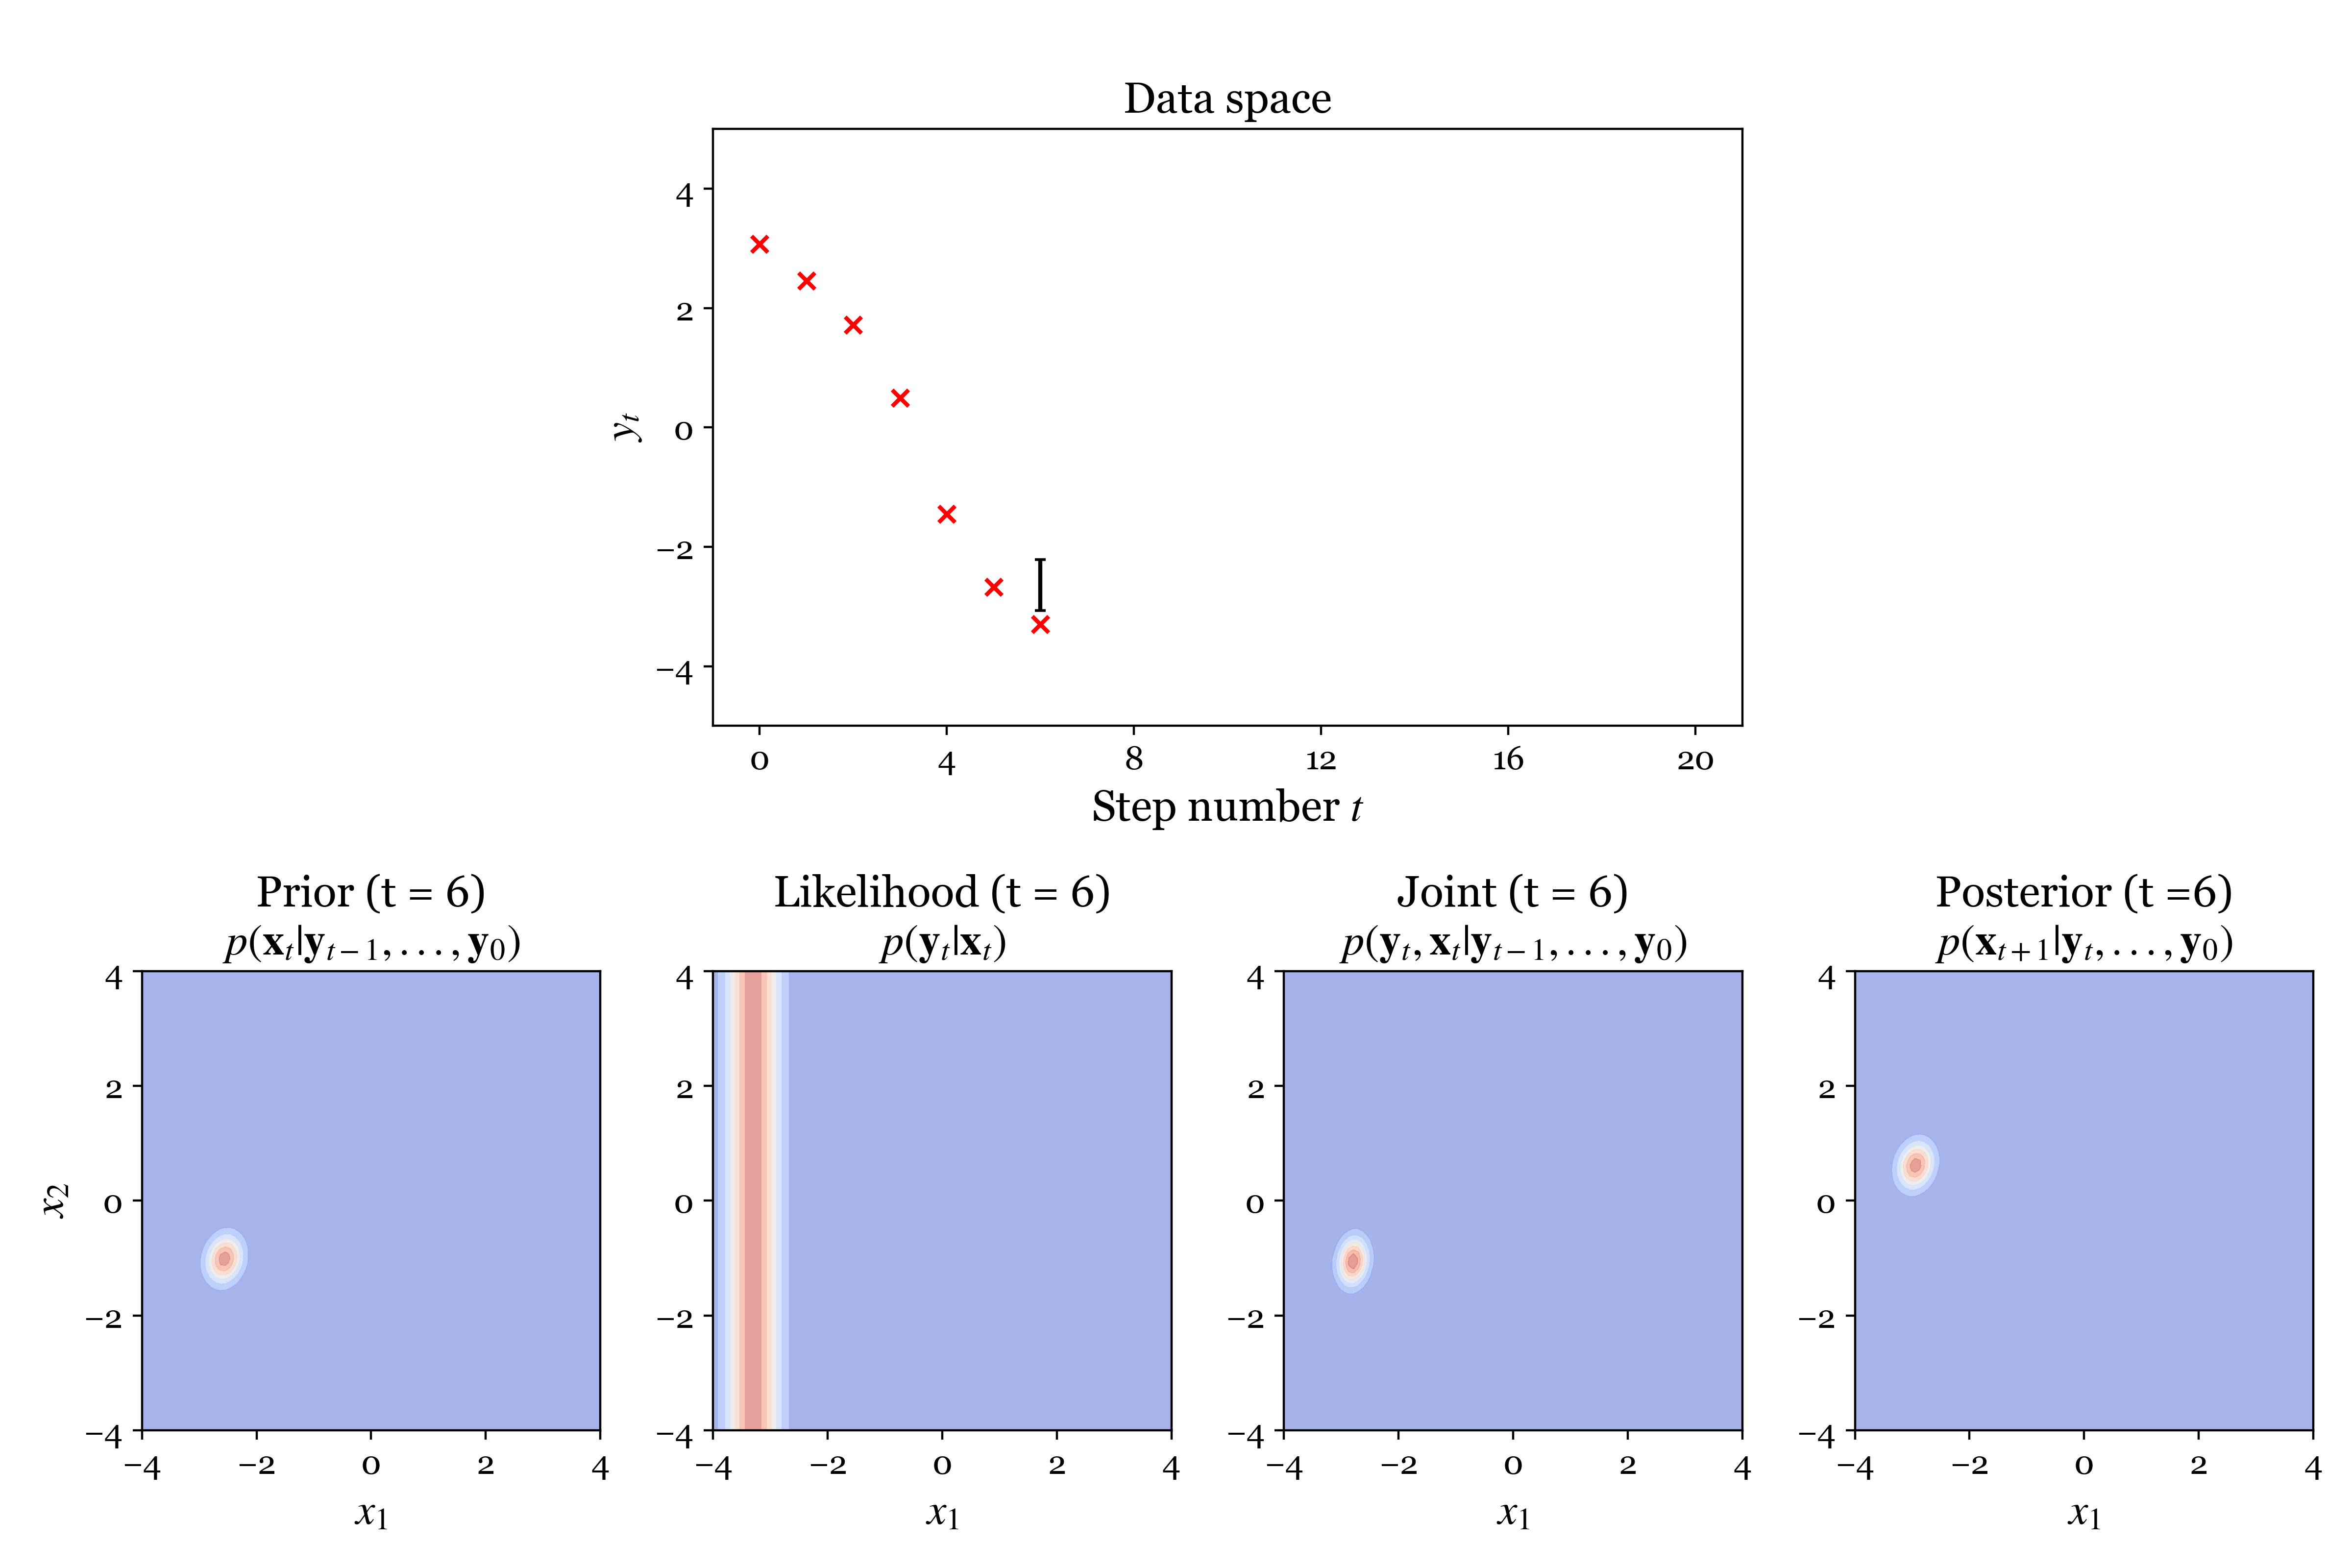 Data space
4
2
0
−2
−4
y_t
0 4 8 12 16 20
Step number t
Prior (t = 6)
p(x_t|y_{t−1}, . . . , y_0)
4
2
0
−2
−4
x_2
−4 −2 0 2 4
x_1
Likelihood (t = 6)
p(y_t|x_t)
4
2
0
−2
−4
−4 −2 0 2 4
x_1
Joint (t = 6)
p(y_t, x_t|y_{t−1}, . . . , y_0)
4
2
0
−2
−4
−4 −2 0 2 4
x_1
Posterior (t =6)
p(x_{t+1}|y_t, . . . , y_0)
4
2
0
−2
−4
−4 −2 0 2 4
x_1